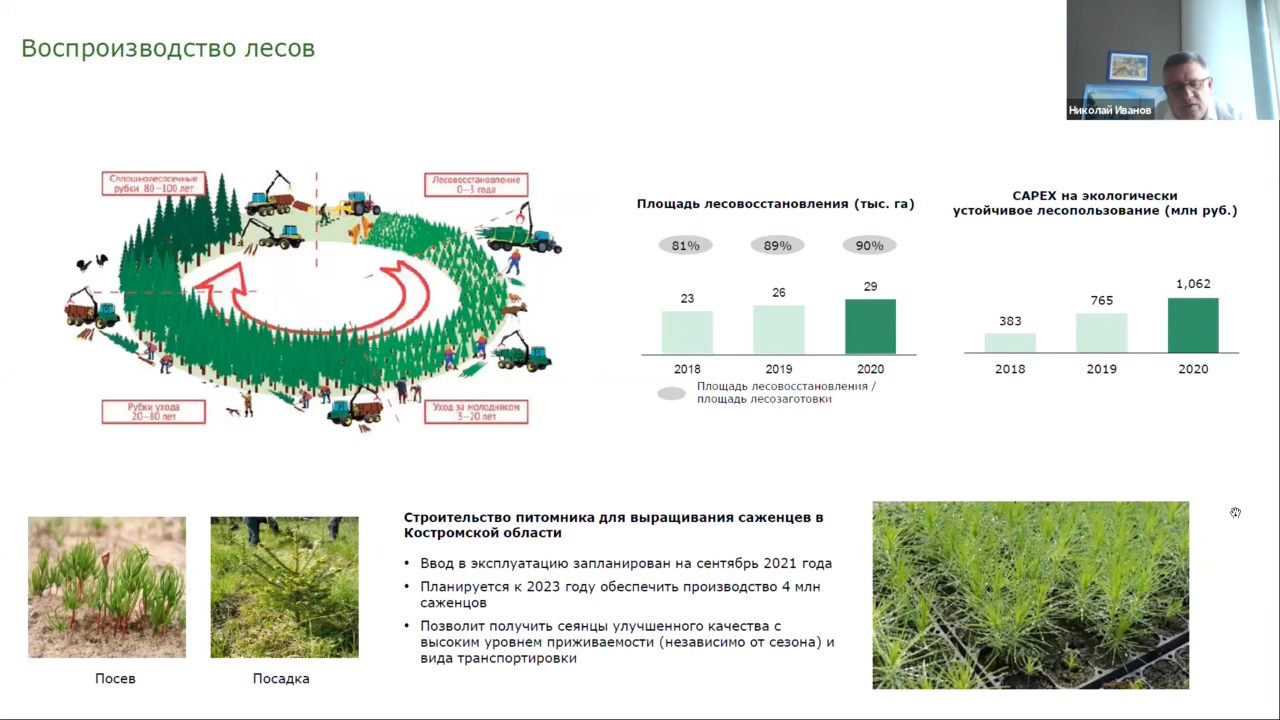 Воспроизводство лесов
Николай Иванов
Сплошнолесосечные
рубки 80–100 лет
Лесовосстановление
0–3 года
Рубки ухода
20–80 лет
Уход за молодняком
3–20 лет
Площадь лесовосстановления (тыс. га)
81%
89%
90%
23
26
29
2018
2019
2020
Площадь лесовосстановления /
площадь лесозаготовки
CAPEX на экологически
устойчивое лесопользование (млн руб.)
383
765
1,062
2018
2019
2020
Посев
Посадка
Строительство питомника для выращивания саженцев в
Костромской области
• Ввод в эксплуатацию запланирован на сентябрь 2021 года
• Планируется к 2023 году обеспечить производство 4 млн
саженцов
• Позволит получить сеянцы улучшенного качества с
высоким уровнем приживаемости (независимо от сезона) и
вида транспортировки